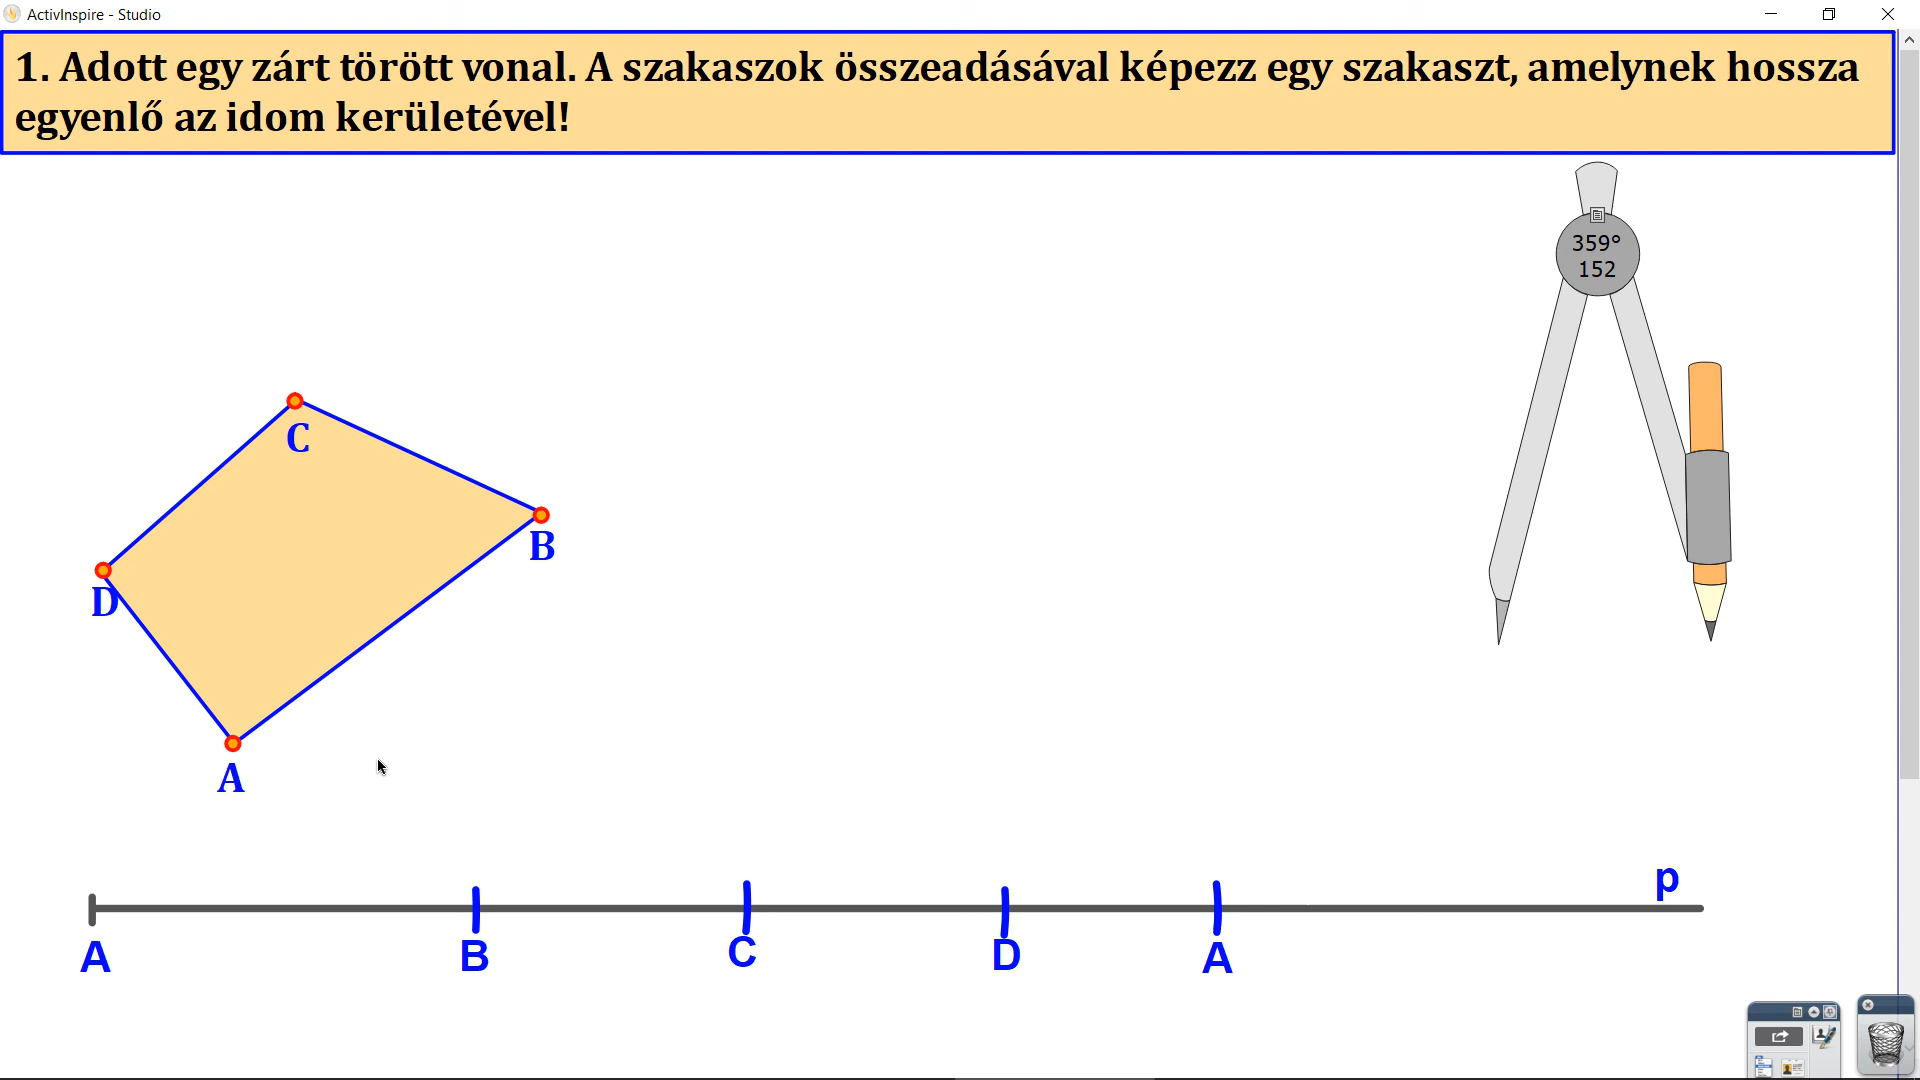 ActivInspire - Studio
1. Adott egy zárt törött vonal. A szakaszok összeadásával képezz egy szakaszt, amelynek hossza
egyenlő az idom kerületével!
359°
152
C
B
D
A
p
A B C D A